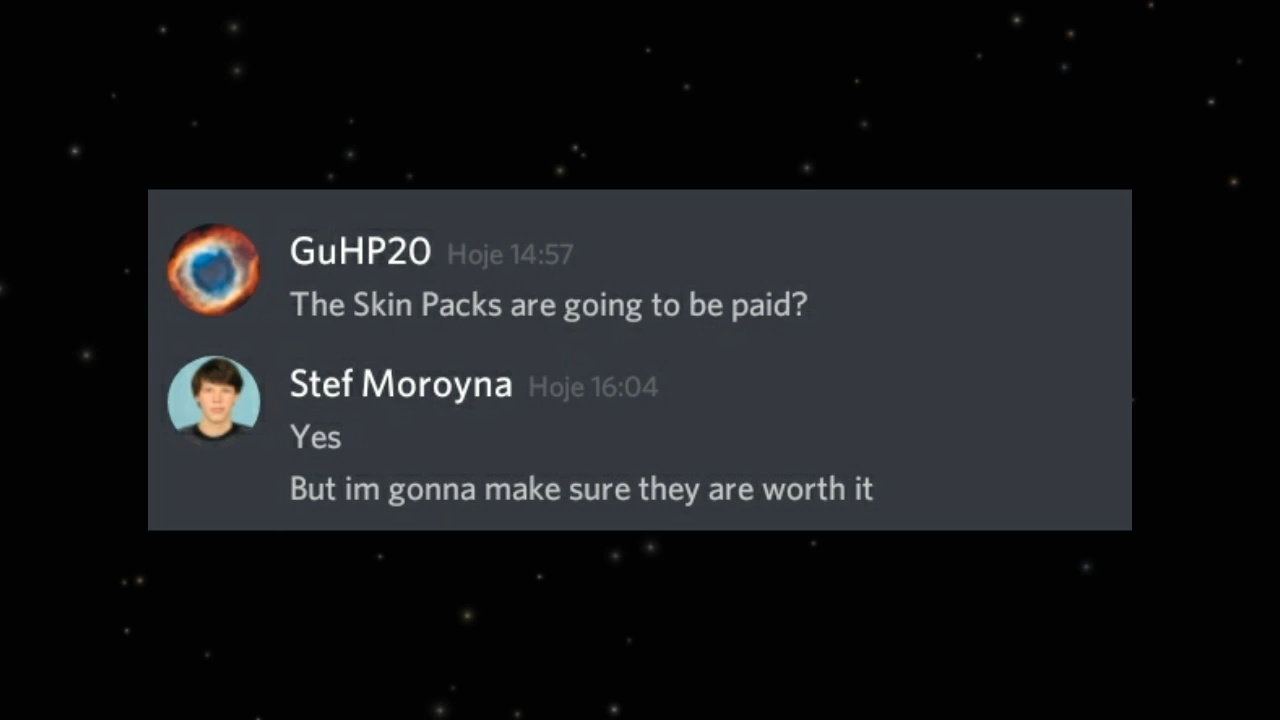 GuHP20 Hoje 14:57
The Skin Packs are going to be paid?
Stef Moroyna Hoje 16:04
Yes
But im gonna make sure they are worth it